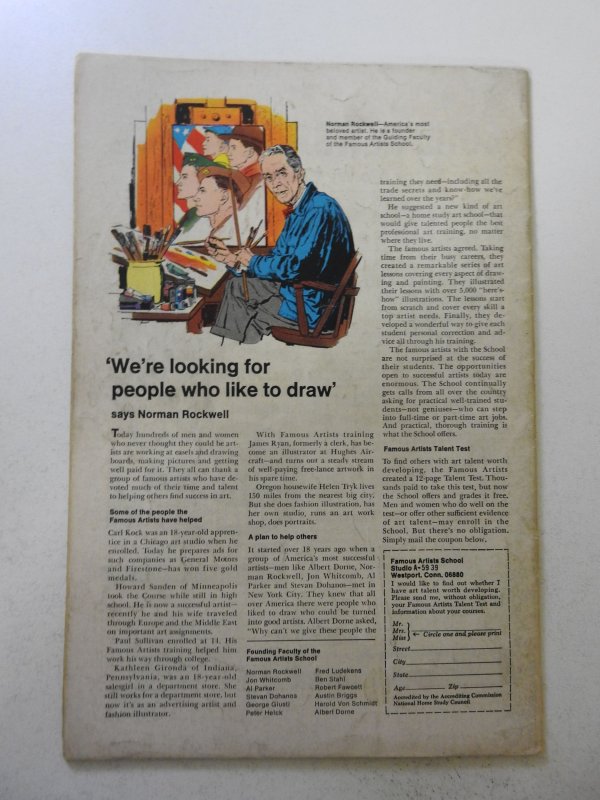 Norman Rockwell—America's most
beloved artist. He is a founder
and member of the Guiding Faculty
of the Famous Artists School.
'We're looking for
people who like to draw'
says Norman Rockwell
Today hundreds of men and women
who never thought they could be art-
ists are working at easels and drawing
boards, making pictures and getting
well paid for it. They all can thank a
group of famous artists who have de-
voted much of their time and talent
to helping others find success in art.
Some of the people the
Famous Artists have helped
Carl Kock was an 18-year-old appren-
tice in a Chicago art studio when he
enrolled. Today he prepares ads for
such companies as General Motors
and Firestone—has won five gold
medals.
Howard Sanden of Minneapolis
took the Course while still in high
school. He is now a successful artist—
recently he and his wife traveled
through Europe and the Middle East
on important art assignments.
Paul Sullivan enrolled at 14. His
Famous Artists training helped him
work his way through college.
Kathleen Gironda of Indiana,
Pennsylvania, was an 18-year-old
salesgirl in a department store. She
still works for a department store, but
now it's as an advertising artist and
fashion illustrator.
With Famous Artists training
James Ryan, formerly a clerk, has be-
come an illustrator at Hughes Air-
craft—and turns out a steady stream
of well-paying free-lance artwork in
his spare time.
Oregon housewife Helen Tryk lives
150 miles from the nearest big city.
But she does fashion illustration, has
her own studio, runs an art work
shop, does portraits.
A plan to help others
It started over 18 years ago when a
group of America's most successful
artists—men like Albert Dorne, Nor-
man Rockwell, Jon Whitcomb, Al
Parker and Stevan Dohanos—met in
New York City. They knew that all
over America there were people who
liked to draw who could be turned
into good artists. Albert Dorne asked,
"Why can't we give these people the
Founding Faculty of the
Famous Artists School
Norman Rockwell
Jon Whitcomb
Al Parker
Stevan Dohanos
George Giusti
Peter Helck
Fred Ludekens
Ben Stahl
Robert Fawcett
Austin Briggs
Harold Von Schmidt
Albert Dorne
training they need—including all the
trade secrets and know-how we've
learned over the years?"
He suggested a new kind of art
school—a home study art school—that
would give talented people the best
professional art training, no matter
where they live.
The famous artists agreed. Taking
time from their busy careers, they
created a remarkable series of art
lessons covering every aspect of draw-
ing and painting. They illustrated
their lessons with over 5,000 "here's-
how" illustrations. The lessons start
from scratch and cover every skill a
top artist needs. Finally, they de-
veloped a wonderful way to give each
student personal correction and ad-
vice all through his training.
The famous artists with the School
are not surprised at the success of
their students. The opportunities
open to successful artists today are
enormous. The School continually
gets calls from all over the country
asking for practical well-trained stu-
dents—not geniuses—who can step
into full-time or part-time art jobs.
And practical, thorough training is
what the School offers.
Famous Artists Talent Test
To find others with art talent worth
developing, the Famous Artists
created a 12-page Talent Test. Thou-
sands paid to take this test, but now
the School offers and grades it free.
Men and women who do well on the
test—or offer other sufficient evidence
of art talent—may enroll in the
School. But there's no obligation.
Simply mail the coupon below.
Famous Artists School
Studio A-5939
Westport, Conn. 06880
I would like to find out whether I
have art talent worth developing.
Please send me, without obligation,
your Famous Artists Talent Test and
information about your courses.
Mr.
Mrs. ← Circle one and please print
Miss
Street
City
State
Age Zip
Accredited by the Accrediting Commission
National Home Study Council